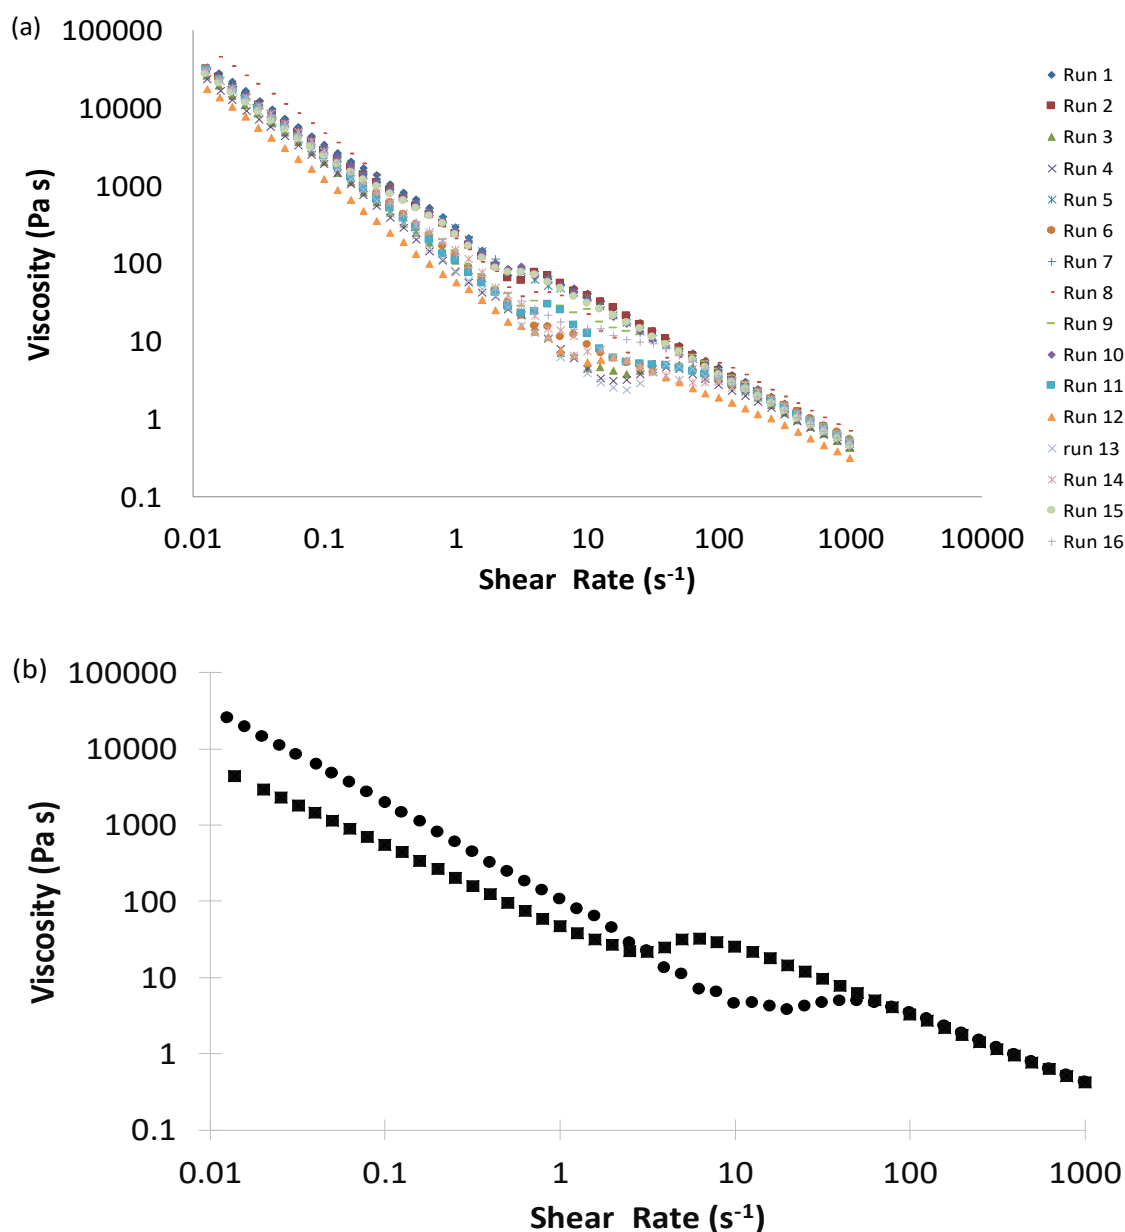 (a)
100000
10000
1000
100
10
1
0.1
Viscosity (Pa s)
0.01 0.1 1 10 100 1000 10000
Shear Rate (s-1)
Run 1
Run 2
Run 3
Run 4
Run 5
Run 6
Run 7
Run 8
Run 9
Run 10
Run 11
Run 12
run 13
Run 14
Run 15
Run 16
(b)
100000
10000
1000
100
10
1
0.1
Viscosity (Pa s)
0.01 0.1 1 10 100 1000
Shear Rate (s-1)